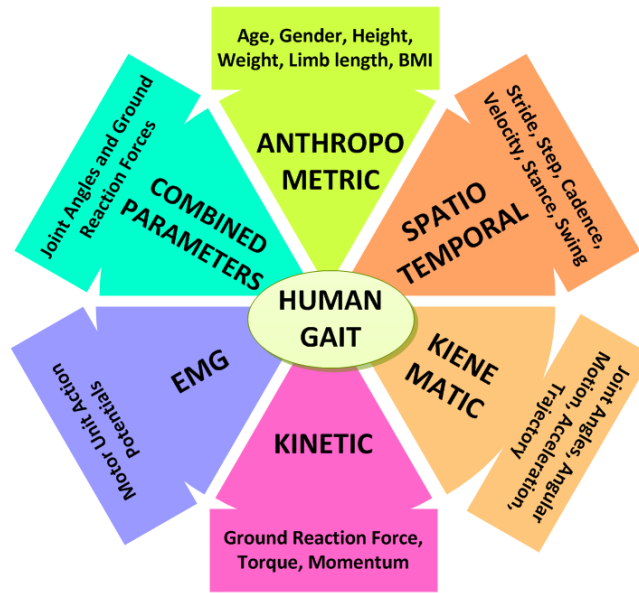 Age, Gender, Height,
Weight, Limb length, BMI
ANTHROPO
METRIC
Stride, Step, Cadence,
Velocity, Stance, Swing
SPATIO
TEMPORAL
Joint Angles, Angular
Motion, Acceleration,
Trajectory
KIENE
MATIC
KINETIC
Ground Reaction Force,
Torque, Momentum
EMG
Motor Unit Action
Potentials
Joint Angles and Ground
Reaction Forces
COMBINED
PARAMETERS
HUMAN
GAIT